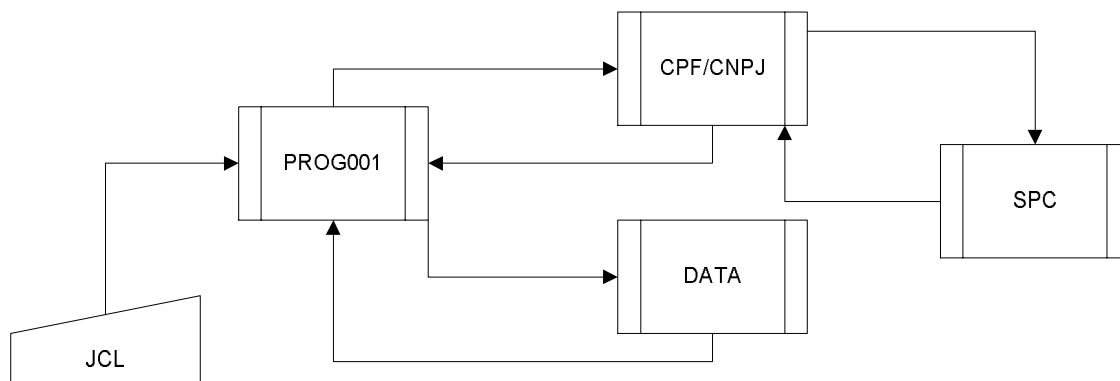 CPF/CNPJ
PROG001
SPC
DATA
JCL